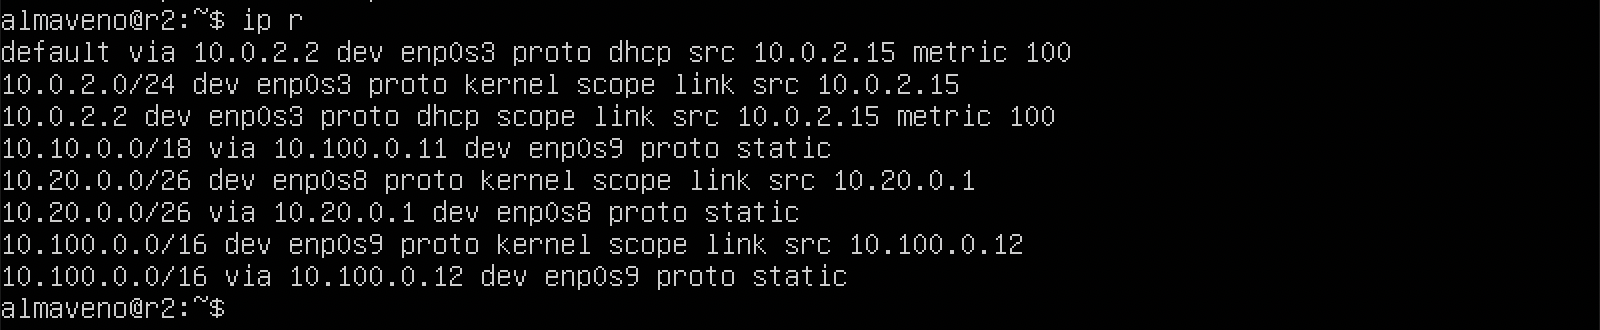 almaveno@r2:~$ ip r
default via 10.0.2.2 dev enp0s3 proto dhcp src 10.0.2.15 metric 100
10.0.2.0/24 dev enp0s3 proto kernel scope link src 10.0.2.15
10.0.2.2 dev enp0s3 proto dhcp scope link src 10.0.2.15 metric 100
10.10.0.0/18 via 10.100.0.11 dev enp0s9 proto static
10.20.0.0/26 dev enp0s8 proto kernel scope link src 10.20.0.1
10.20.0.0/26 via 10.20.0.1 dev enp0s8 proto static
10.100.0.0/16 dev enp0s9 proto kernel scope link src 10.100.0.12
10.100.0.0/16 via 10.100.0.12 dev enp0s9 proto static
almaveno@r2:~$